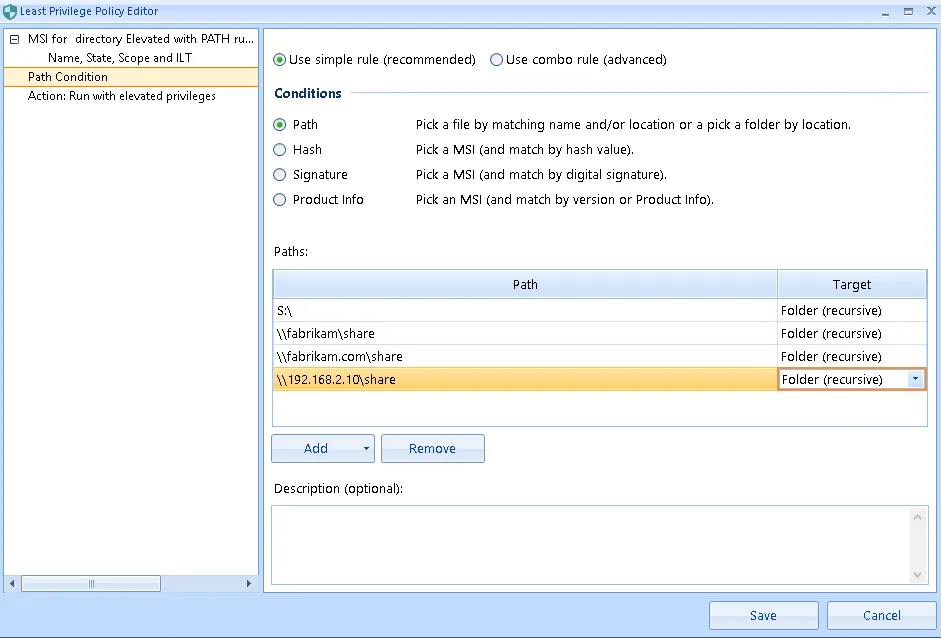 Least Privilege Policy Editor
MSI for  directory Elevated with PATH ru...
Name, State, Scope and ILT
Path Condition
Action: Run with elevated privileges
Use simple rule (recommended) Use combo rule (advanced)
Conditions
Path Pick a file by matching name and/or location or a pick a folder by location.
Hash Pick a MSI (and match by hash value).
Signature Pick a MSI (and match by digital signature).
Product Info Pick an MSI (and match by version or Product Info).
Paths:
Path Target
S:\ Folder (recursive)
\\fabrikam\share Folder (recursive)
\\fabrikam.com\share Folder (recursive)
\\192.168.2.10\share Folder (recursive)
Add Remove
Description (optional):
Save Cancel